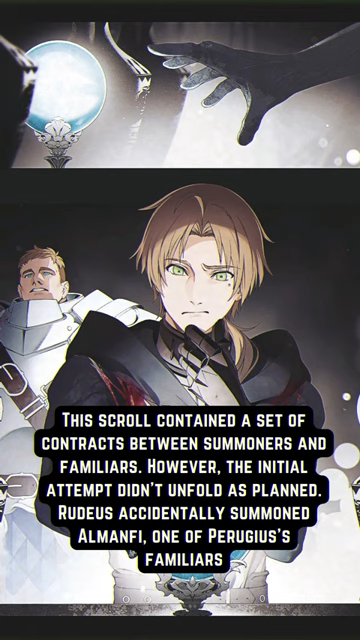 This scroll contained a set of
contracts between summoners and
familiars. However, the initial
attempt didn't unfold as planned.
Rudeus accidentally summoned
Almanfi, one of Perugius's
familiars